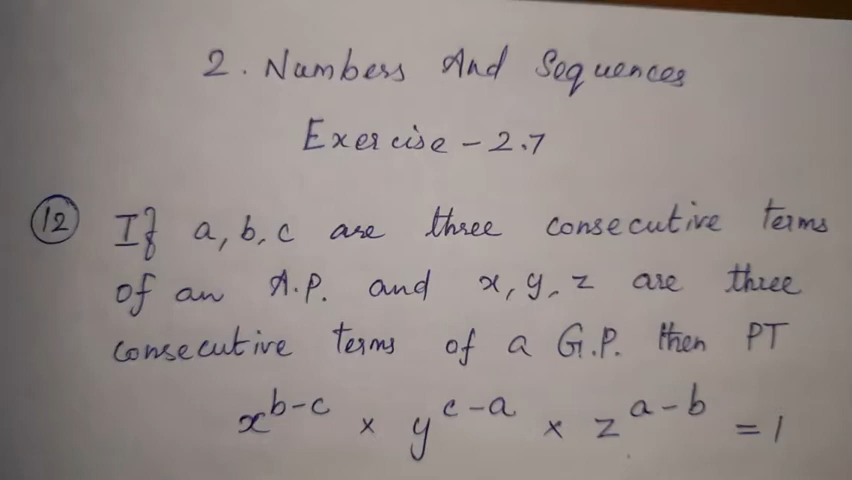 2. Numbers And Sequences
Exercise - 2.7
12 If a, b, c are three consecutive terms
of an A.P. and x, y, z are three
consecutive terms of a G.P. then PT
x^{b-c} × y^{c-a} × z^{a-b} = 1